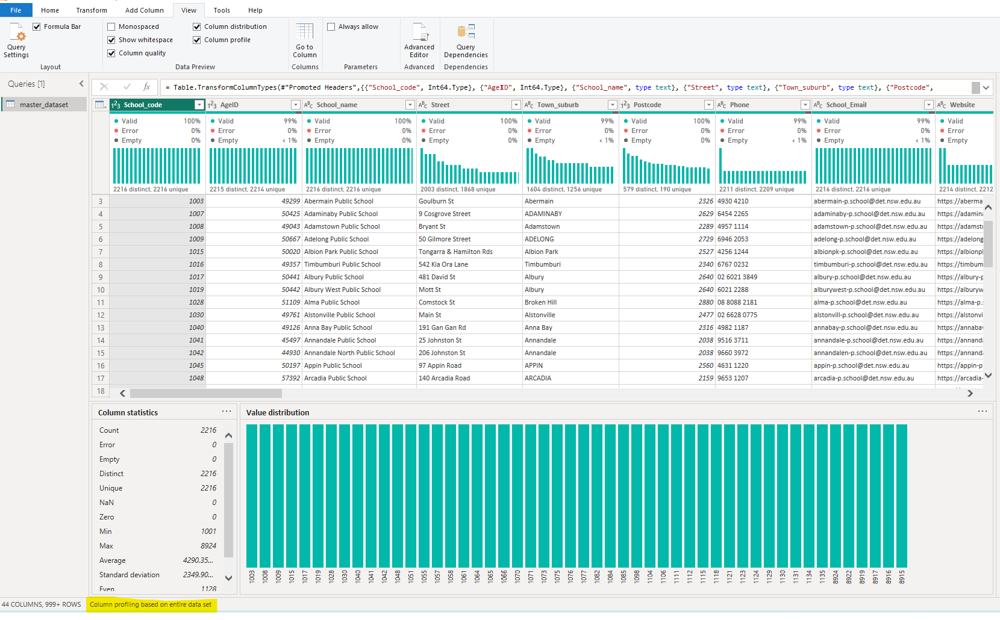 File Home Transform Add Column View Tools Help
Query Settings
Formula Bar
Layout
Monospaced
Show whitespace
Column quality
Column distribution
Column profile
Data Preview
Go to Column
Columns
Always allow
Parameters
Advanced Editor
Advanced
Query Dependencies
Dependencies
Queries [1]
master_dataset
fx
= Table.TransformColumnTypes(#"Promoted Headers",{{"School_code", Int64.Type}, {"AgeID", Int64.Type}, {"School_name", type text}, {"Street", type text}, {"Town_suburb", type text}, {"Postcode",
123 School_code 123 AgeID ABC School_name ABC Street ABC Town_suburb 123 Postcode ABC Phone ABC School_Email ABC Website
Valid 100% Valid 99% Valid 100% Valid 100% Valid 99% Valid 100% Valid 99% Valid 99% Valid
Error 0% Error 0% Error 0% Error 0% Error 0% Error 0% Error 0% Error 0% Error
Empty 0% Empty < 1% Empty 0% Empty 0% Empty < 1% Empty 0% Empty < 1% Empty < 1% Empty
2216 distinct, 2216 unique 2215 distinct, 2214 unique 2216 distinct, 2216 unique 2003 distinct, 1868 unique 1604 distinct, 1256 unique 579 distinct, 190 unique 2211 distinct, 2209 unique 2216 distinct, 2216 unique 2214 distinct, 2212
3 1003 49299 Abermain Public School Goulburn St Abermain 2326 4930 4210 abermain-p.school@det.nsw.edu.au https://aberma
4 1007 50425 Adaminaby Public School 9 Cosgrove Street ADAMINABY 2629 6454 2265 adaminaby-p.school@det.nsw.edu.au https://adamin
5 1008 49043 Adamstown Public School Bryant St Adamstown 2289 4957 1114 adamstown-p.school@det.nsw.edu.au https://adamst
6 1009 50667 Adelong Public School 50 Gilmore Street ADELONG 2729 6946 2053 adelong-p.school@det.nsw.edu.au https://adelong
7 1015 50020 Albion Park Public School Tongarra & Hamilton Rds Albion Park 2527 4256 1244 albionpk-p.school@det.nsw.edu.au https://albionp
8 1016 49357 Timbumburi Public School 542 Kia Ora Lane Timbumburi 2340 6767 0232 timbumburi-p.school@det.nsw.edu.au https://timbum
9 1017 50441 Albury Public School 481 David St Albury 2640 02 6021 3849 albury-p.school@det.nsw.edu.au https://albury-p
10 1019 50442 Albury West Public School Mott St Albury 2640 6021 2288 alburywest-p.school@det.nsw.edu.au https://alburyw
11 1028 51109 Alma Public School Comstock St Broken Hill 2880 08 8088 2181 alma-p.school@det.nsw.edu.au https://alma-p.
12 1030 49761 Alstonville Public School Main St Alstonville 2477 02 6628 0775 alstonvill-p.school@det.nsw.edu.au https://alstonvi
13 1040 49126 Anna Bay Public School 191 Gan Gan Rd Anna Bay 2316 4982 1187 annabay-p.school@det.nsw.edu.au https://annaba
14 1041 45497 Annandale Public School 25 Johnston St Annandale 2038 9516 3711 annandale-p.school@det.nsw.edu.au https://annand
15 1042 44930 Annandale North Public School 206 Johnston St Annandale 2038 9660 3972 annandalen-p.school@det.nsw.edu.au https://annand
16 1045 50197 Appin Public School 97 Appin Road APPIN 2560 4631 1220 appin-p.school@det.nsw.edu.au https://appin-p
17 1048 57392 Arcadia Public School 140 Arcadia Road ARCADIA 2159 9653 1207 arcadia-p.school@det.nsw.edu.au https://arcadia-
18
Column statistics ...
Count 2216
Error 0
Empty 0
Distinct 2216
Unique 2216
NaN 0
Zero 0
Min 1001
Max 8924
Average 4290.35...
Standard deviation 2349.90...
Even 1128
Value distribution ...
1003 1008 1009 1015 1017 1019 1028 1030 1040 1041 1042 1048 1051 1055 1057 1058 1061 1064 1065 1066 1070 1071 1073 1075 1076 1077 1082 1084 1085 1098 1104 1106 1111 1112 1115 1118 1121 1123 1124 1129 1130 1131 1134 1135 8924 8922 8919 8917 8916 8915
44 COLUMNS, 999+ ROWS Column profiling based on entire data set